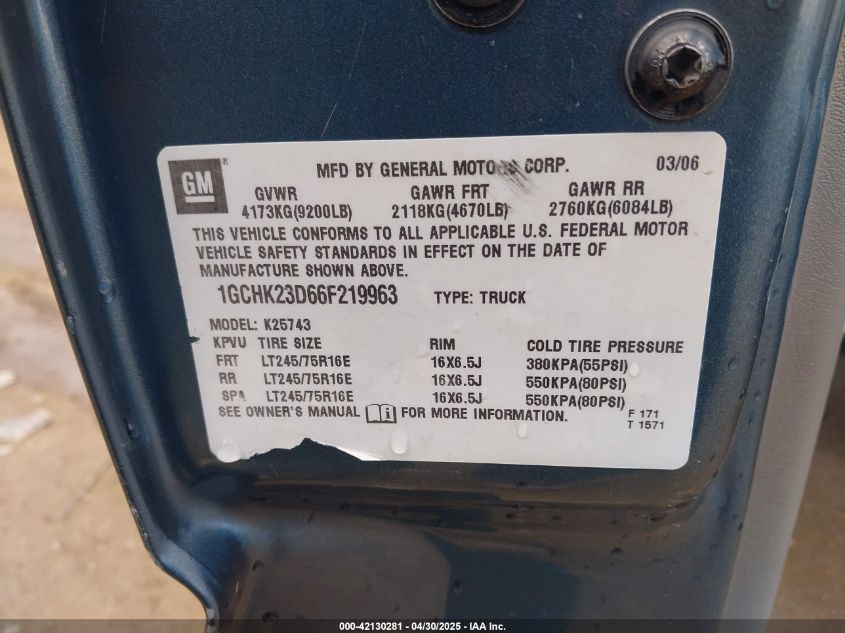 GM ® MFD BY GENERAL MOTORS CORP. 03/06
GVWR GAWR FRT GAWR RR
4173KG(9200LB) 2118KG(4670LB) 2760KG(6084LB)
THIS VEHICLE CONFORMS TO ALL APPLICABLE U.S. FEDERAL MOTOR
VEHICLE SAFETY STANDARDS IN EFFECT ON THE DATE OF
MANUFACTURE SHOWN ABOVE.
1GCHK23D66F219963 TYPE: TRUCK
MODEL: K25743
KPVU TIRE SIZE RIM COLD TIRE PRESSURE
FRT LT245/75R16E 16X6.5J 380KPA(55PSI)
RR LT245/75R16E 16X6.5J 550KPA(80PSI)
SPA LT245/75R16E 16X6.5J 550KPA(80PSI)
SEE OWNER'S MANUAL FOR MORE INFORMATION.
F 171
T 1571
000-42130281 - 04/30/2025 - IAA Inc.